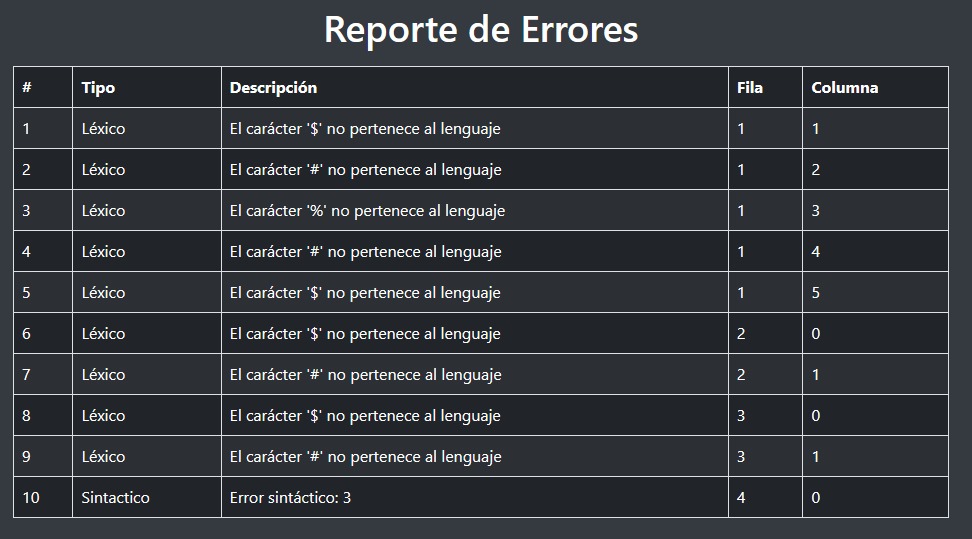 Reporte de Errores
# Tipo Descripción Fila Columna
1 Léxico El carácter '$' no pertenece al lenguaje 1 1
2 Léxico El carácter '#' no pertenece al lenguaje 1 2
3 Léxico El carácter '%' no pertenece al lenguaje 1 3
4 Léxico El carácter '#' no pertenece al lenguaje 1 4
5 Léxico El carácter '$' no pertenece al lenguaje 1 5
6 Léxico El carácter '$' no pertenece al lenguaje 2 0
7 Léxico El carácter '#' no pertenece al lenguaje 2 1
8 Léxico El carácter '$' no pertenece al lenguaje 3 0
9 Léxico El carácter '#' no pertenece al lenguaje 3 1
10 Sintactico Error sintáctico: 3 4 0